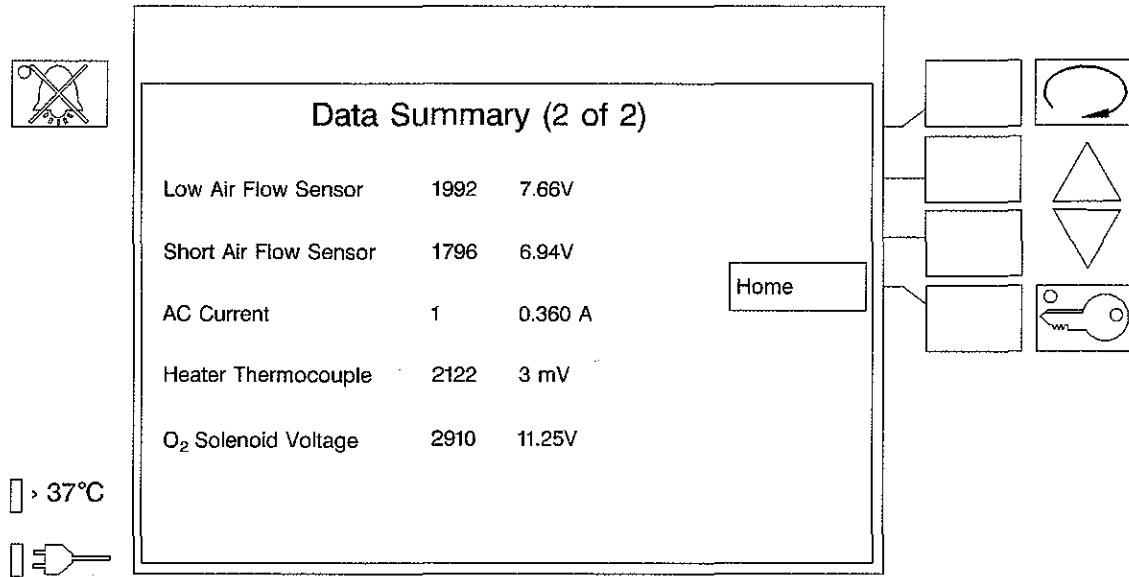 Data Summary (2 of 2)
Low Air Flow Sensor 1992 7.66V
Short Air Flow Sensor 1796 6.94V
Home
AC Current 1 0.360 A
Heater Thermocouple 2122 3 mV
O₂ Solenoid Voltage 2910 11.25V
› 37°C